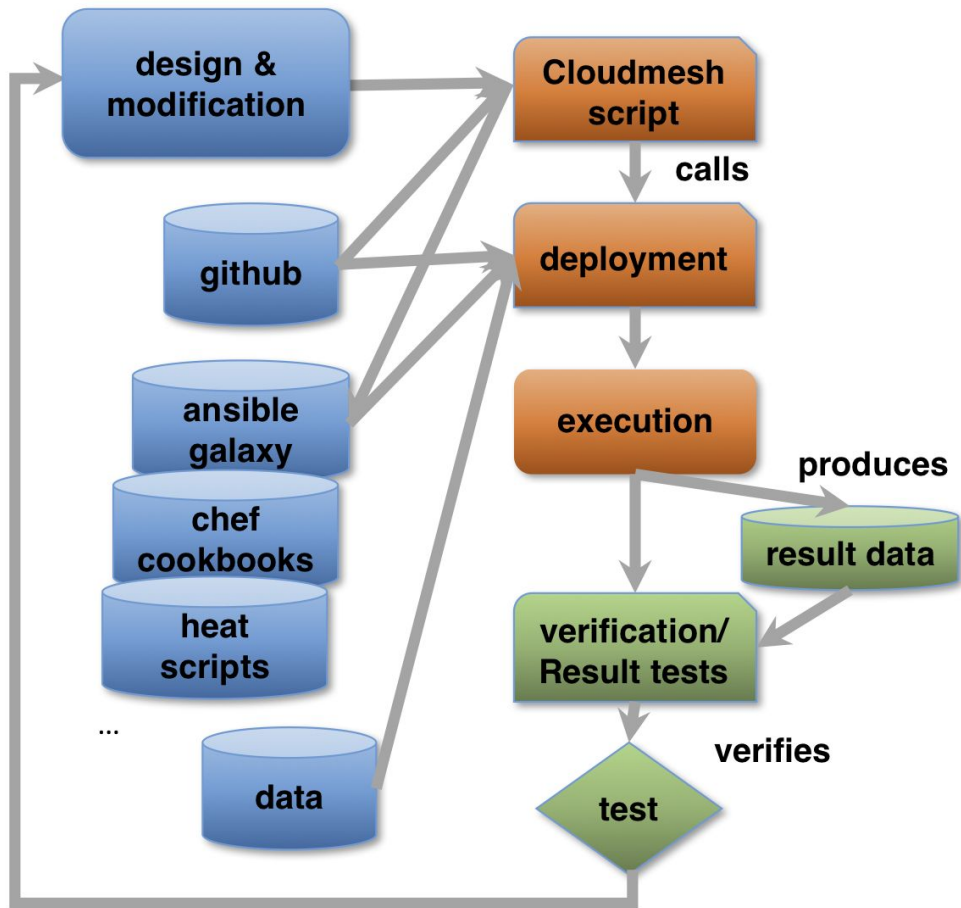 design &
modification
Cloudmesh
script
calls
github
deployment
ansible
galaxy
execution
produces
chef
cookbooks
result data
heat
scripts
verification/
Result tests
...
verifies
data
test